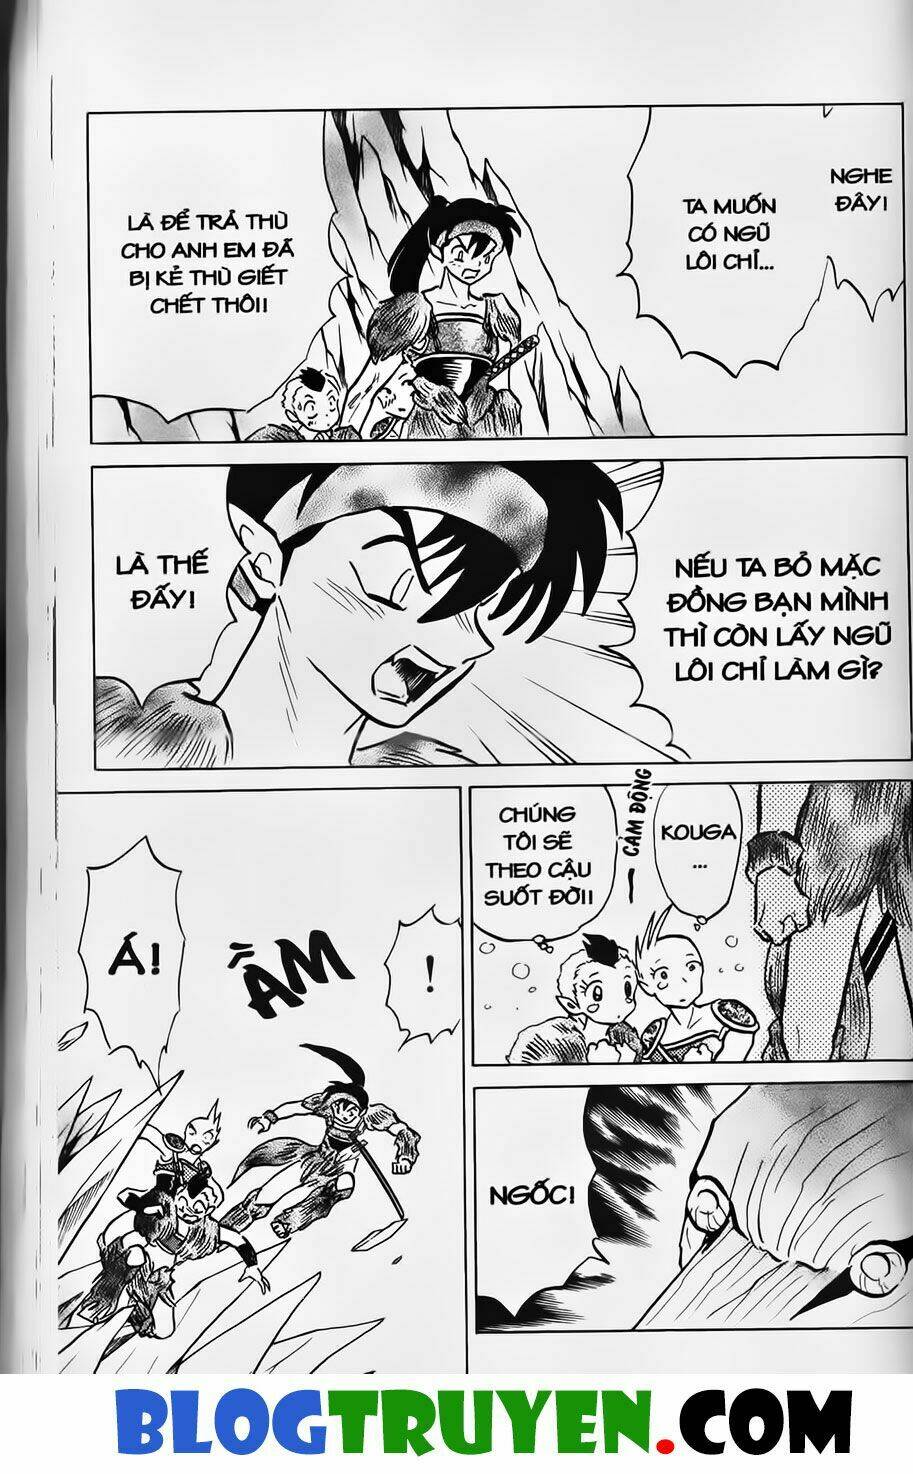 NGHE
ĐÂY!
TA MUỐN
CÓ NGŨ
LÔI CHỈ...
LÀ ĐỂ TRẢ THÙ
CHO ANH EM ĐÃ
BỊ KẺ THÙ GIẾT
CHẾT THÔI!
NẾU TA BỎ MẶC
ĐỒNG BẠN MÌNH
THÌ CÒN LẤY NGŨ
LÔI CHỈ LÀM GÌ?
LÀ THẾ
ĐẤY!
KOUGA
...
CẢM ĐỘNG
CHÚNG
TÔI SẼ
THEO CẬU
SUỐT ĐỜI!
NGỐC!
!
ẦM
Á!
BLOGTRUYEN.COM